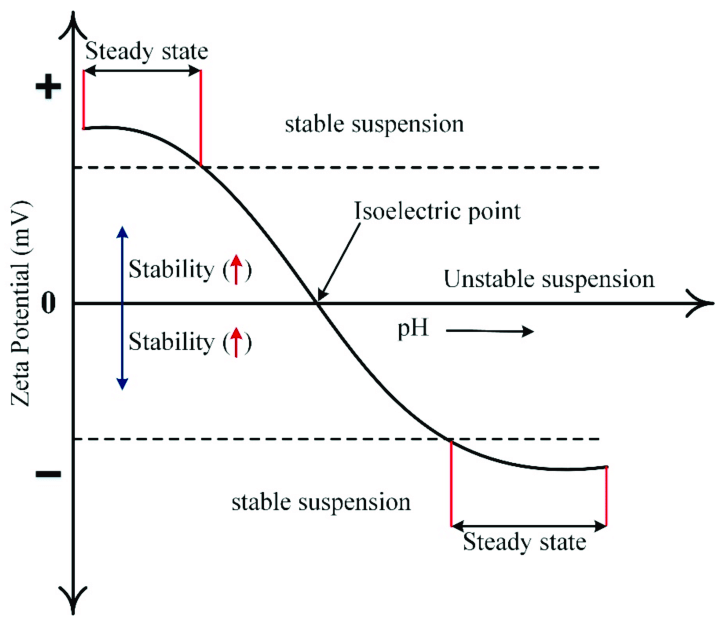 Steady state
+
stable suspension
Isoelectric point
Stability (↑)
Unstable suspension
Zeta Potential (mV)
0
pH
Stability (↑)
−
stable suspension
Steady state